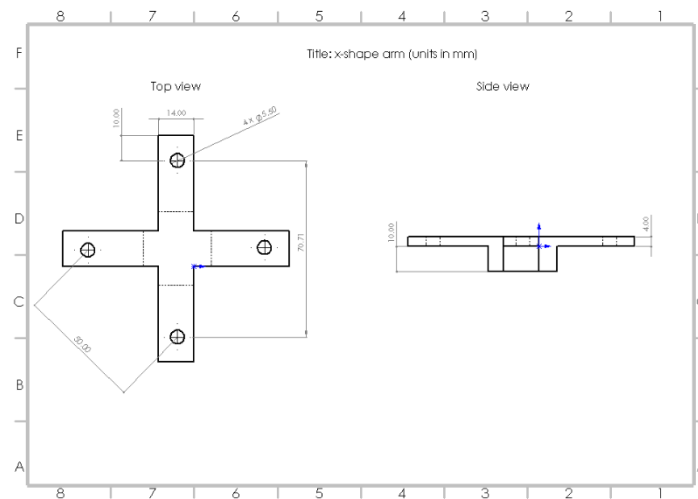 8 7 6 5 4 3 2 1
Title: x-shape arm (units in mm)
Top view
Side view
F
E
D
C
B
A
10.00
14.00
4 x ⌀5.50
70.71
50.00
10.00
4.00
8 7 6 5 4 3 2 1